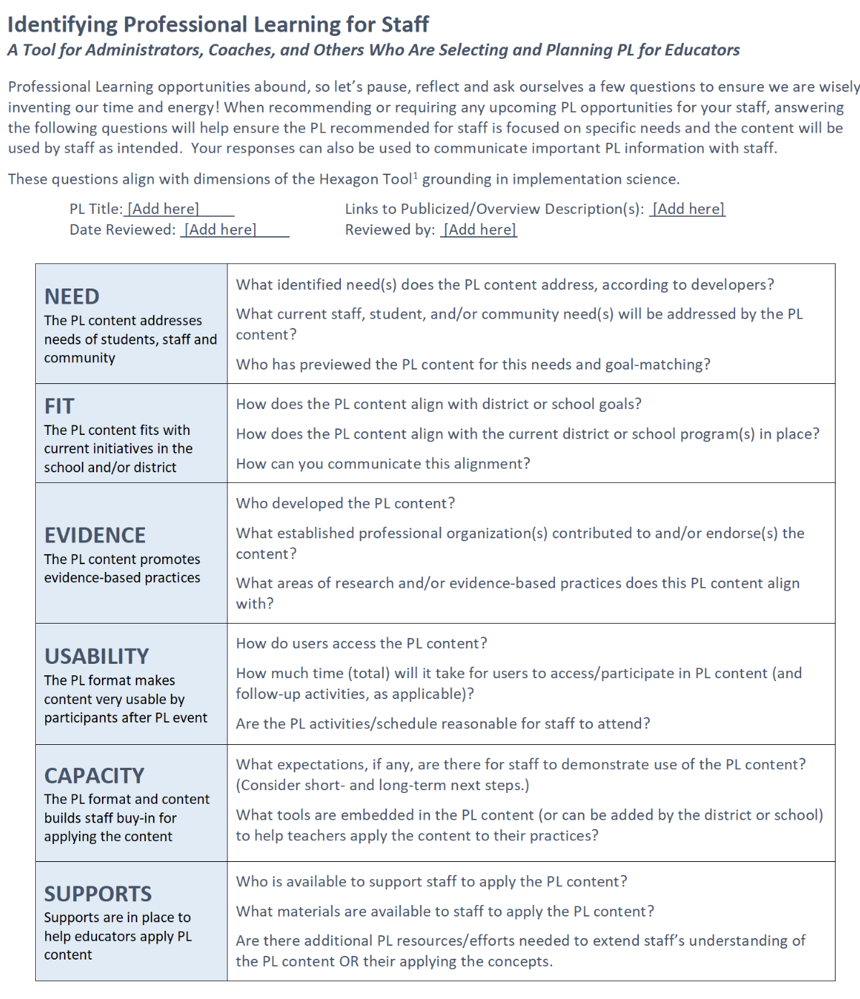 Identifying Professional Learning for Staff
A Tool for Administrators, Coaches, and Others Who Are Selecting and Planning PL for Educators
Professional Learning opportunities abound, so let’s pause, reflect and ask ourselves a few questions to ensure we are wisely
inventing our time and energy! When recommending or requiring any upcoming PL opportunities for your staff, answering
the following questions will help ensure the PL recommended for staff is focused on specific needs and the content will be
used by staff as intended.  Your responses can also be used to communicate important PL information with staff.
These questions align with dimensions of the Hexagon Tool¹ grounding in implementation science.
PL Title: [Add here]
Links to Publicized/Overview Description(s): [Add here]
Date Reviewed: [Add here]
Reviewed by: [Add here]
NEED
The PL content addresses
needs of students, staff and
community
What identified need(s) does the PL content address, according to developers?
What current staff, student, and/or community need(s) will be addressed by the PL
content?
Who has previewed the PL content for this needs and goal-matching?
FIT
The PL content fits with
current initiatives in the
school and/or district
How does the PL content align with district or school goals?
How does the PL content align with the current district or school program(s) in place?
How can you communicate this alignment?
EVIDENCE
The PL content promotes
evidence-based practices
Who developed the PL content?
What established professional organization(s) contributed to and/or endorse(s) the
content?
What areas of research and/or evidence-based practices does this PL content align
with?
USABILITY
The PL format makes
content very usable by
participants after PL event
How do users access the PL content?
How much time (total) will it take for users to access/participate in PL content (and
follow-up activities, as applicable)?
Are the PL activities/schedule reasonable for staff to attend?
CAPACITY
The PL format and content
builds staff buy-in for
applying the content
What expectations, if any, are there for staff to demonstrate use of the PL content?
(Consider short- and long-term next steps.)
What tools are embedded in the PL content (or can be added by the district or school)
to help teachers apply the content to their practices?
SUPPORTS
Supports are in place to
help educators apply PL
content
Who is available to support staff to apply the PL content?
What materials are available to staff to apply the PL content?
Are there additional PL resources/efforts needed to extend staff’s understanding of
the PL content OR their applying the concepts.